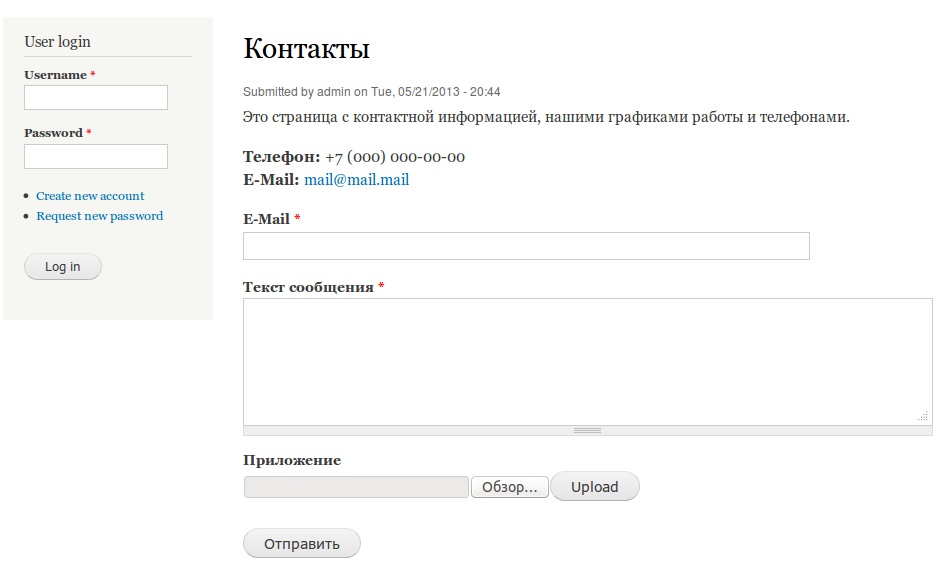 User login
Username *
Password *
Create new account
Request new password
Log in
Контакты
Submitted by admin on Tue, 05/21/2013 - 20:44
Это страница с контактной информацией, нашими графиками работы и телефонами.
Телефон: +7 (000) 000-00-00
E-Mail: mail@mail.mail
E-Mail *
Текст сообщения *
Приложение
Обзор... Upload
Отправить